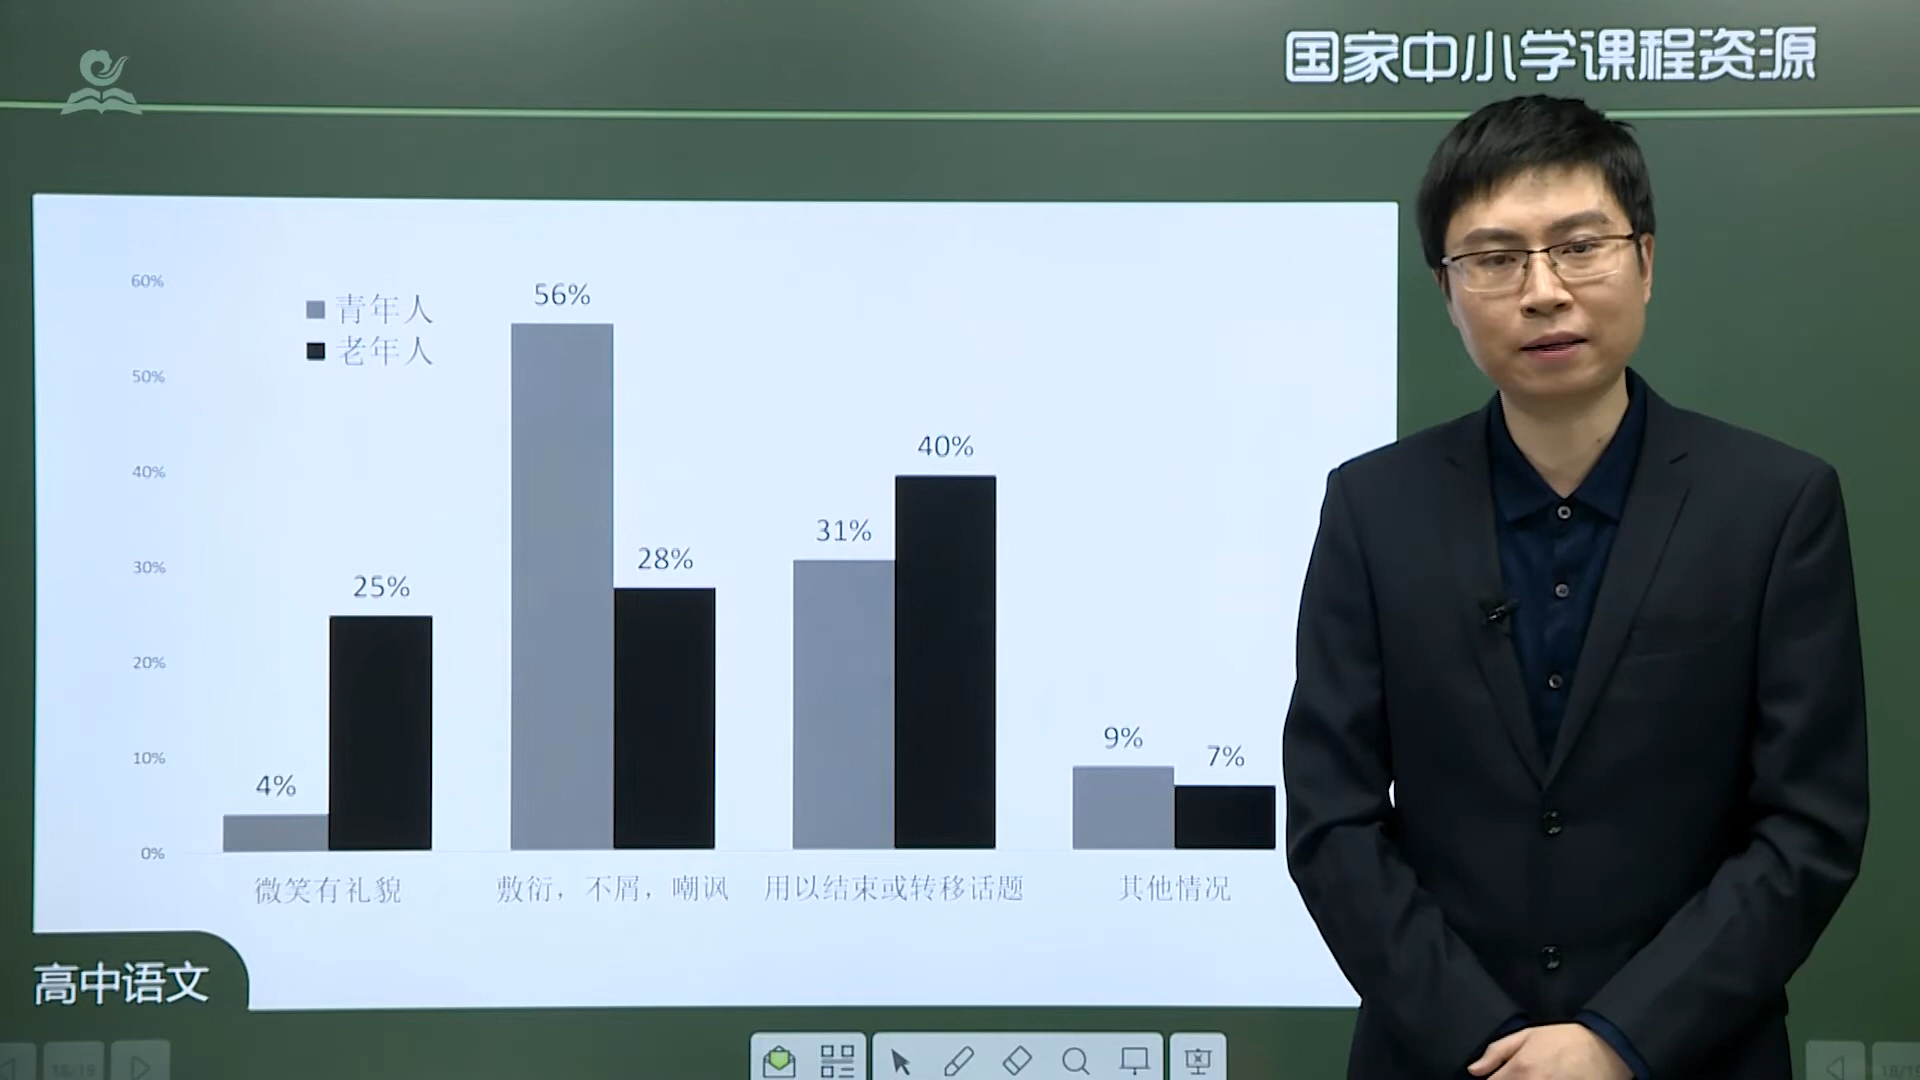 国家中小学课程资源
60%
50%
40%
30%
20%
10%
0%
青年人
老年人
4%
25%
56%
28%
31%
40%
9%
7%
微笑有礼貌
敷衍，不屑，嘲讽
用以结束或转移话题
其他情况
高中语文
18/19